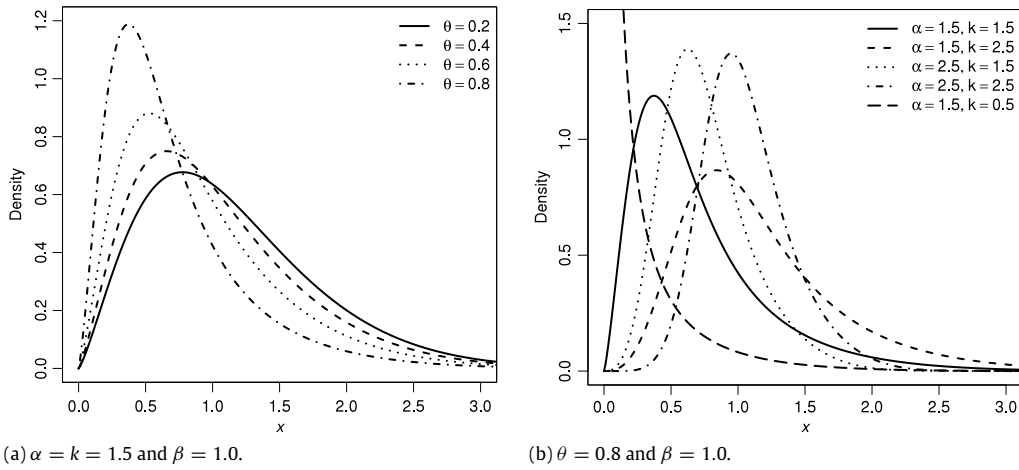 θ = 0.2
θ = 0.4
θ = 0.6
θ = 0.8
Density
0.0
0.2
0.4
0.6
0.8
1.0
1.2
0.0
0.5
1.0
1.5
2.0
2.5
3.0
x
(a) α = k = 1.5 and β = 1.0.
α = 1.5, k = 1.5
α = 1.5, k = 2.5
α = 2.5, k = 1.5
α = 2.5, k = 2.5
α = 1.5, k = 0.5
Density
0.0
0.5
1.0
1.5
0.0
0.5
1.0
1.5
2.0
2.5
3.0
x
(b) θ = 0.8 and β = 1.0.